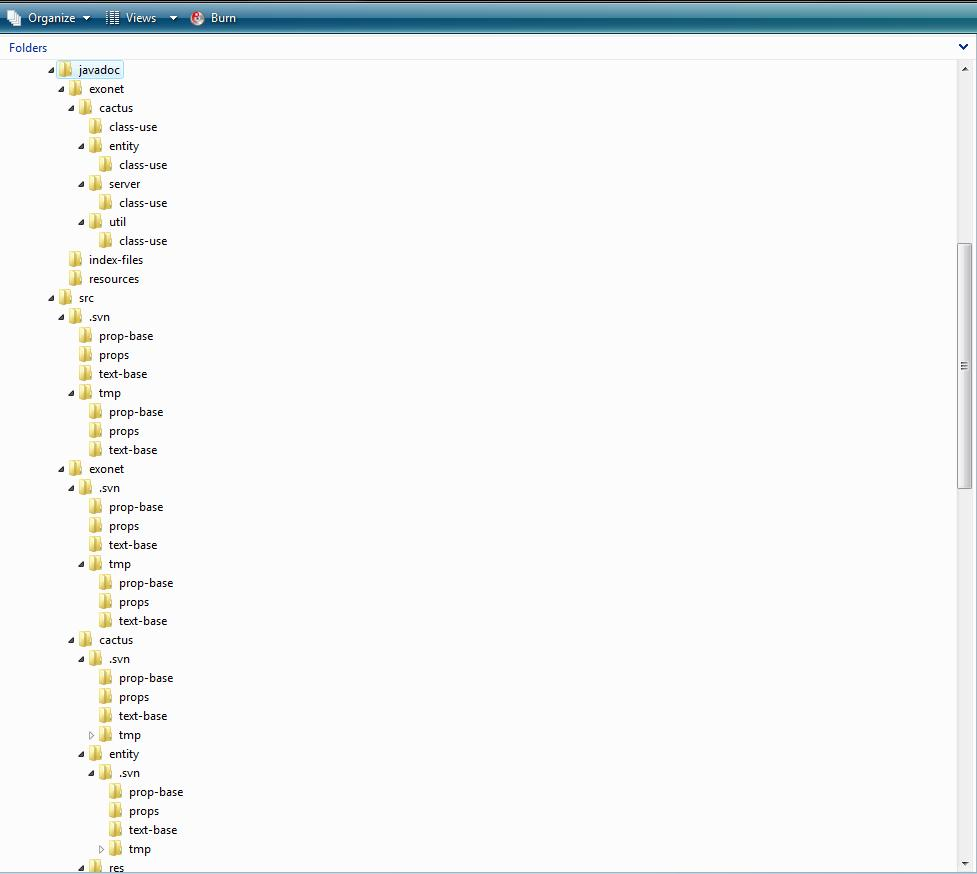 Organize Views Burn
Folders
javadoc
exonet
cactus
class-use
entity
class-use
server
class-use
util
class-use
index-files
resources
src
.svn
prop-base
props
text-base
tmp
prop-base
props
text-base
exonet
.svn
prop-base
props
text-base
tmp
prop-base
props
text-base
cactus
.svn
prop-base
props
text-base
tmp
entity
.svn
prop-base
props
text-base
tmp
res